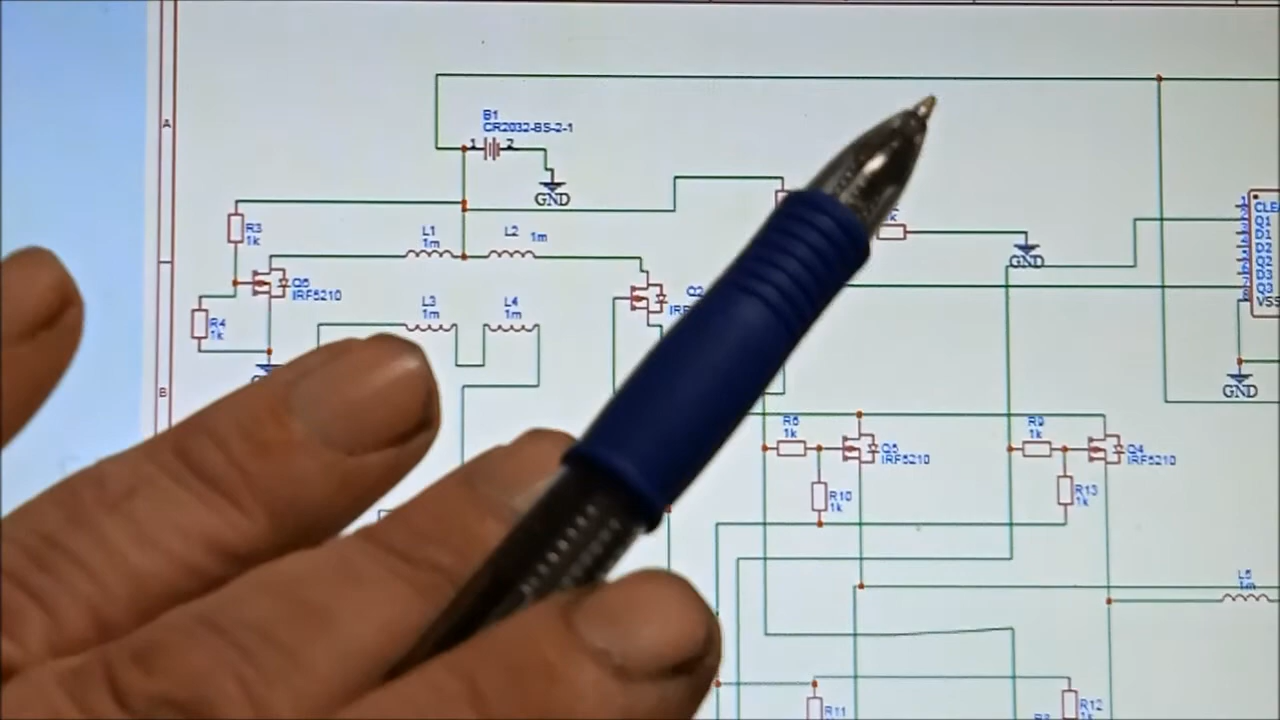 A
B1
CR2032-BS-2-1
1
2
GND
R3
1k
L1
1m
L2
1m
Q6
IRF5210
R4
1k
L3
1m
L4
1m
Q2
GND
1
CLE
Q1
D1
D2
Q2
D3
Q3
VSS
GND
B
R6
1k
Q5
IRF5210
R10
1k
R9
1k
Q4
IRF5210
R13
1k
L5
1m
R11
R12
1k